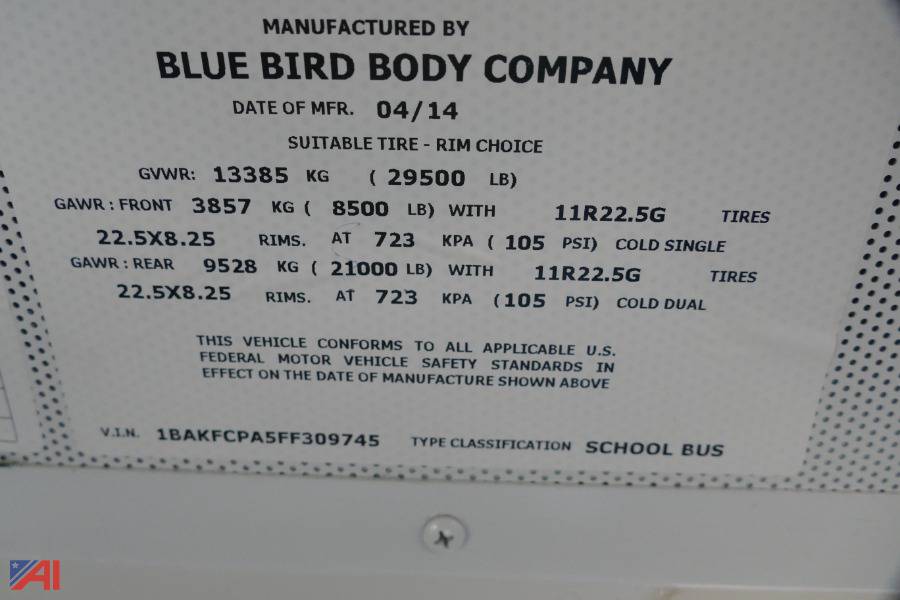 MANUFACTURED BY
BLUE BIRD BODY COMPANY
DATE OF MFR. 04/14
SUITABLE TIRE - RIM CHOICE
GVWR: 13385 KG ( 29500 LB)
GAWR : FRONT 3857 KG ( 8500 LB) WITH 11R22.5G TIRES
22.5X8.25 RIMS. AT 723 KPA ( 105 PSI) COLD SINGLE
GAWR : REAR 9528 KG ( 21000 LB) WITH 11R22.5G TIRES
22.5X8.25 RIMS. AT 723 KPA ( 105 PSI) COLD DUAL
THIS VEHICLE CONFORMS TO ALL APPLICABLE U.S.
FEDERAL MOTOR VEHICLE SAFETY STANDARDS IN
EFFECT ON THE DATE OF MANUFACTURE SHOWN ABOVE
V.I.N. 1BAKFCPA5FF309745 TYPE CLASSIFICATION SCHOOL BUS
AI